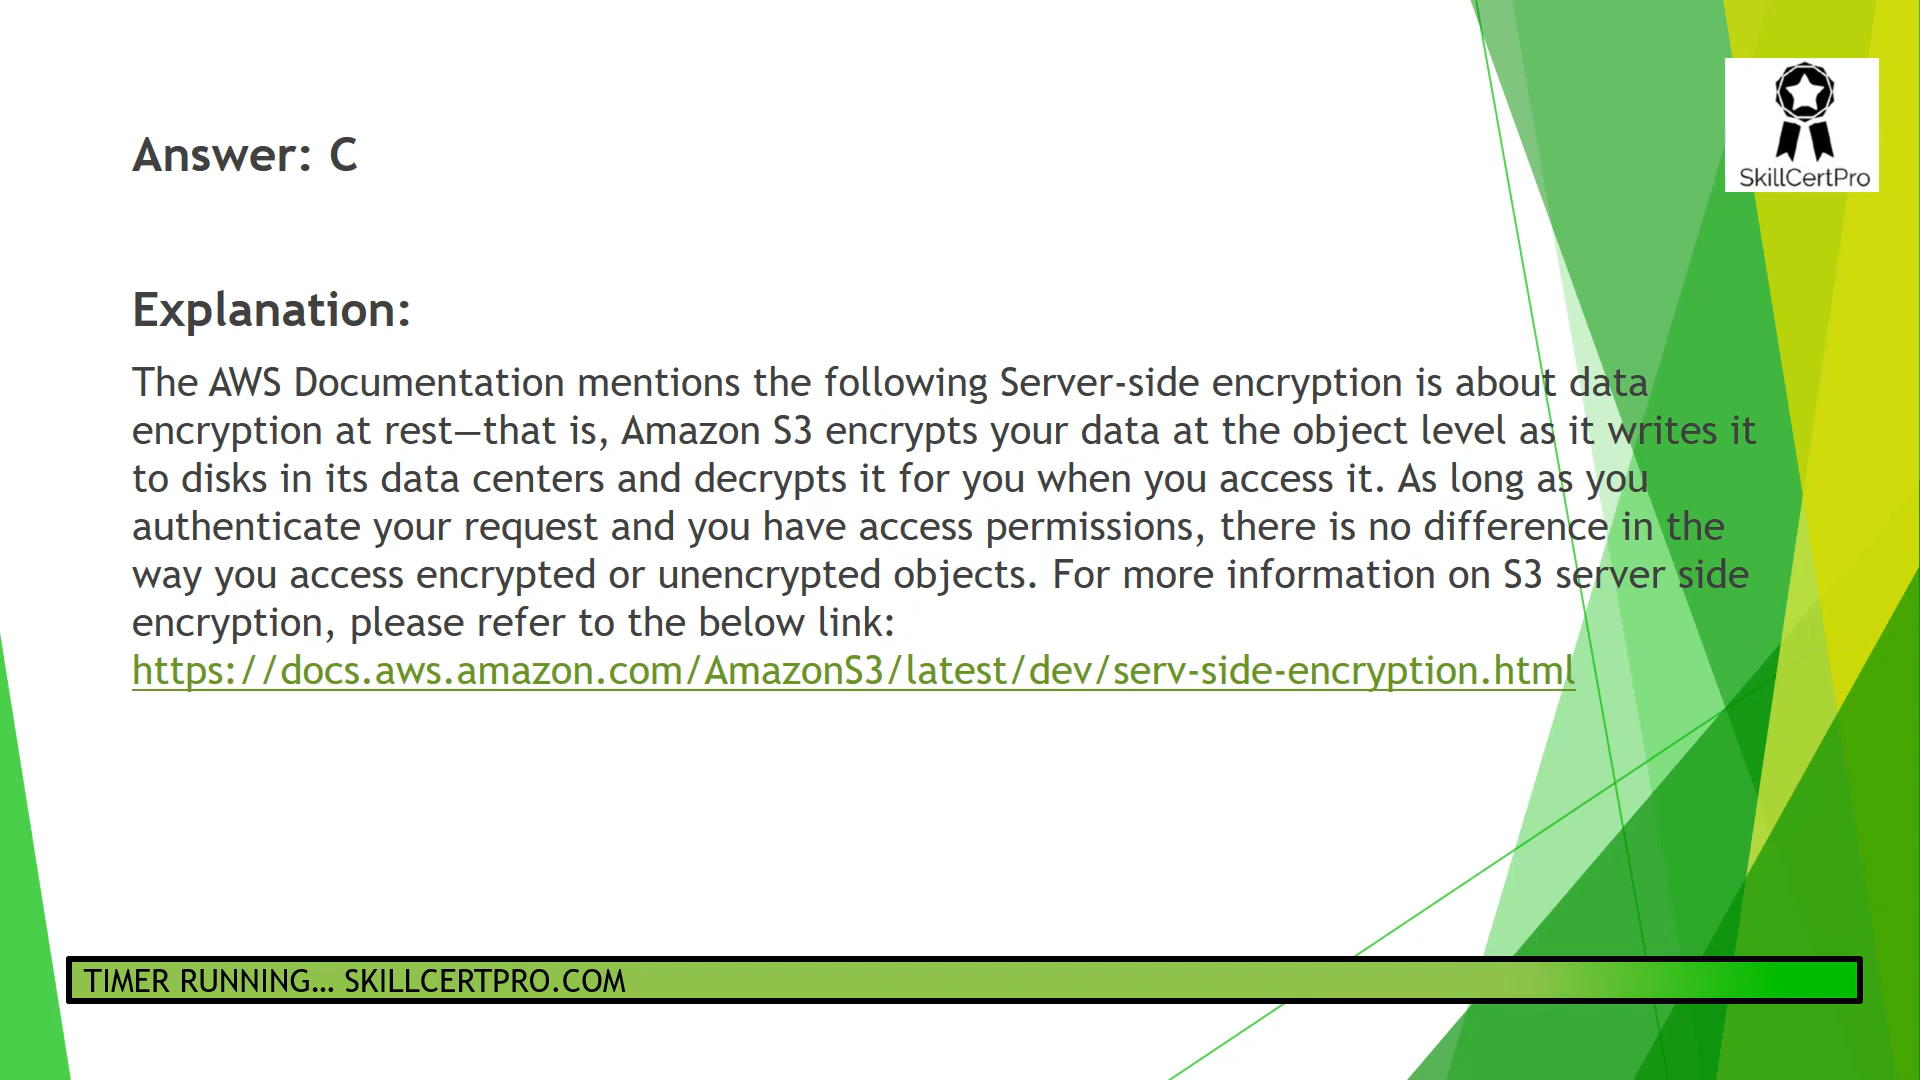 SkillCertPro
Answer: C
Explanation:
The AWS Documentation mentions the following Server-side encryption is about data
encryption at rest—that is, Amazon S3 encrypts your data at the object level as it writes it
to disks in its data centers and decrypts it for you when you access it. As long as you
authenticate your request and you have access permissions, there is no difference in the
way you access encrypted or unencrypted objects. For more information on S3 server side
encryption, please refer to the below link:
https://docs.aws.amazon.com/AmazonS3/latest/dev/serv-side-encryption.html
TIMER RUNNING… SKILLCERTPRO.COM